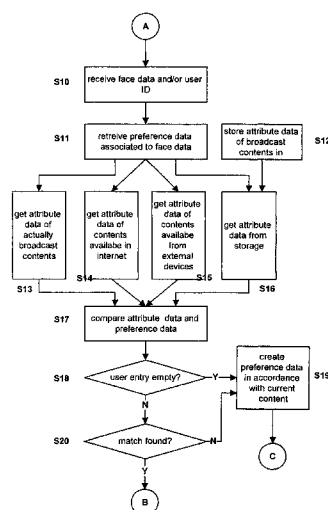 A
S10
receive face data and/or user
ID
S11
retreive preference data
associated to face data
store attribute data
of broadcast
contents in
S12
get attribute
data of
actually
broadcast
contents
get attribute
data of
contents
availabe in
internet
get attribute
data of
contents
availabe
from
external
devices
get attribute
data from
storage
S13
S14
S15
S16
S17
compare attribute data and
preference data
S18
user entry empty?
Y
create
preference data
in accordance
with current
content
S19
N
S20
match found?
N
C
Y
B